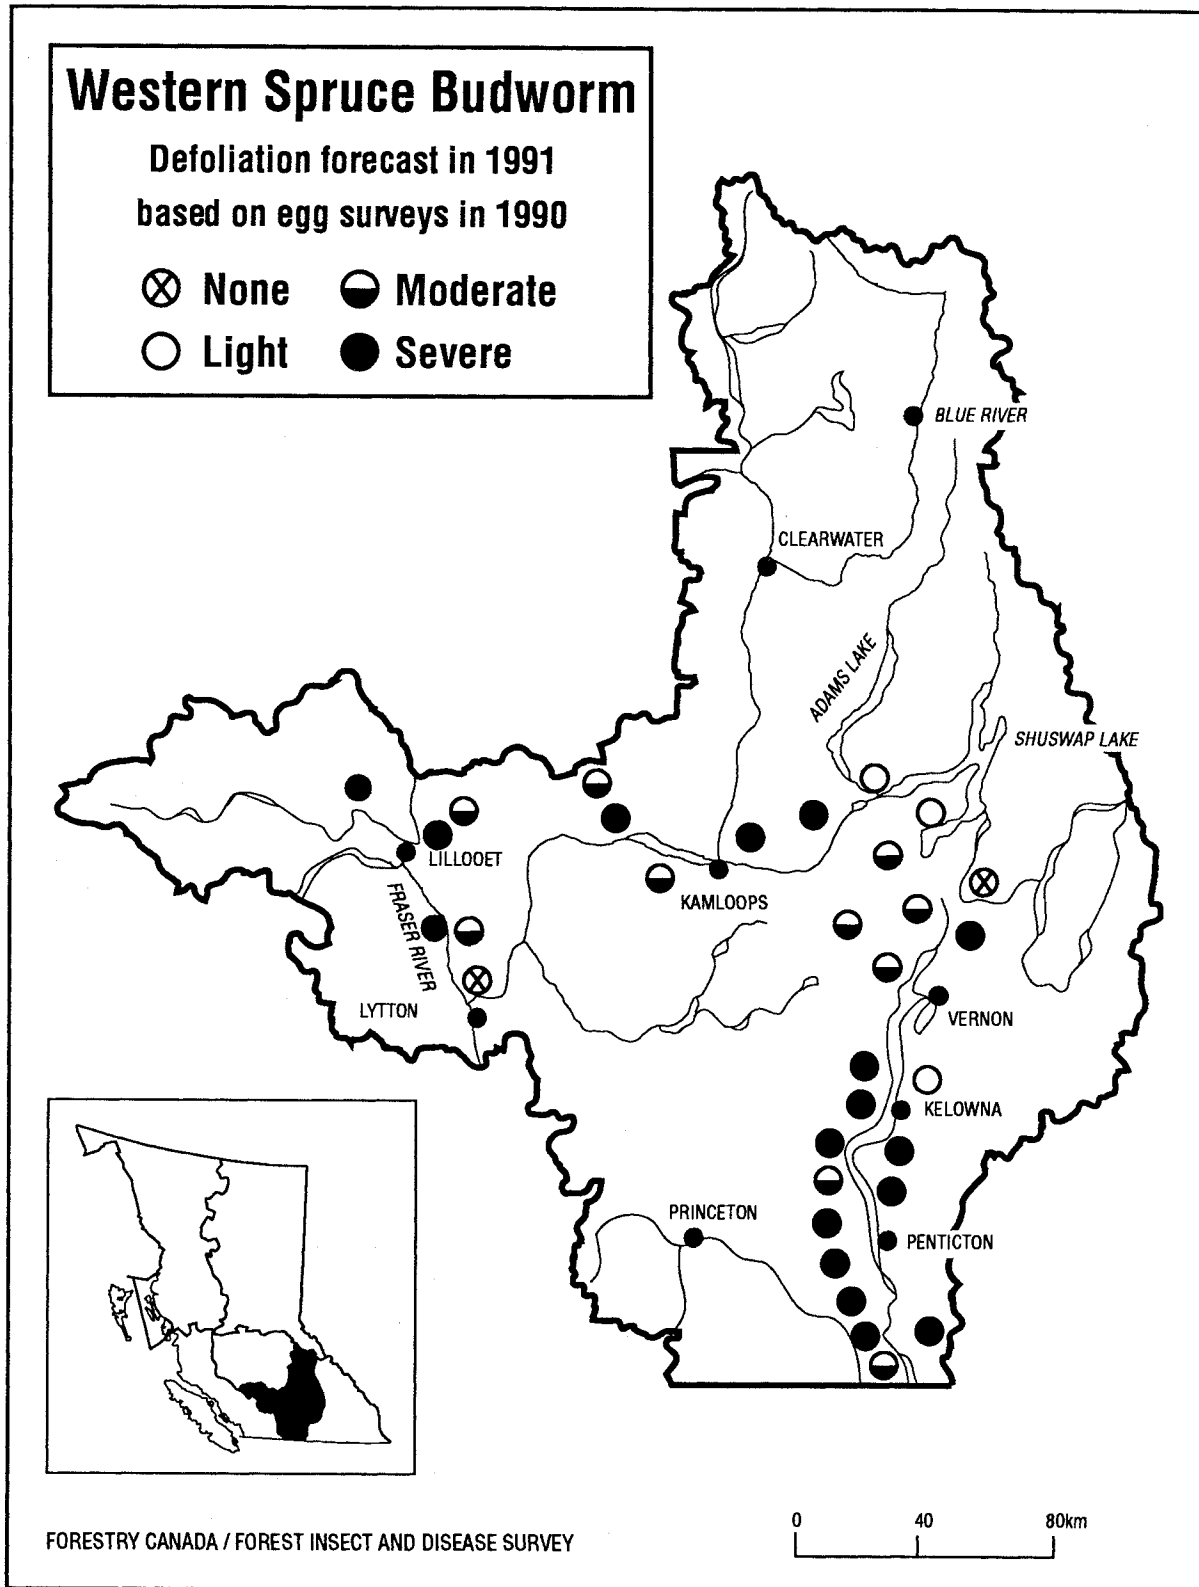 Western Spruce Budworm
Defoliation forecast in 1991
based on egg surveys in 1990
None
Moderate
Light
Severe
BLUE RIVER
CLEARWATER
ADAMS LAKE
SHUSWAP LAKE
LILLOOET
KAMLOOPS
FRASER RIVER
LYTTON
VERNON
KELOWNA
PRINCETON
PENTICTON
0 40 80km
FORESTRY CANADA / FOREST INSECT AND DISEASE SURVEY